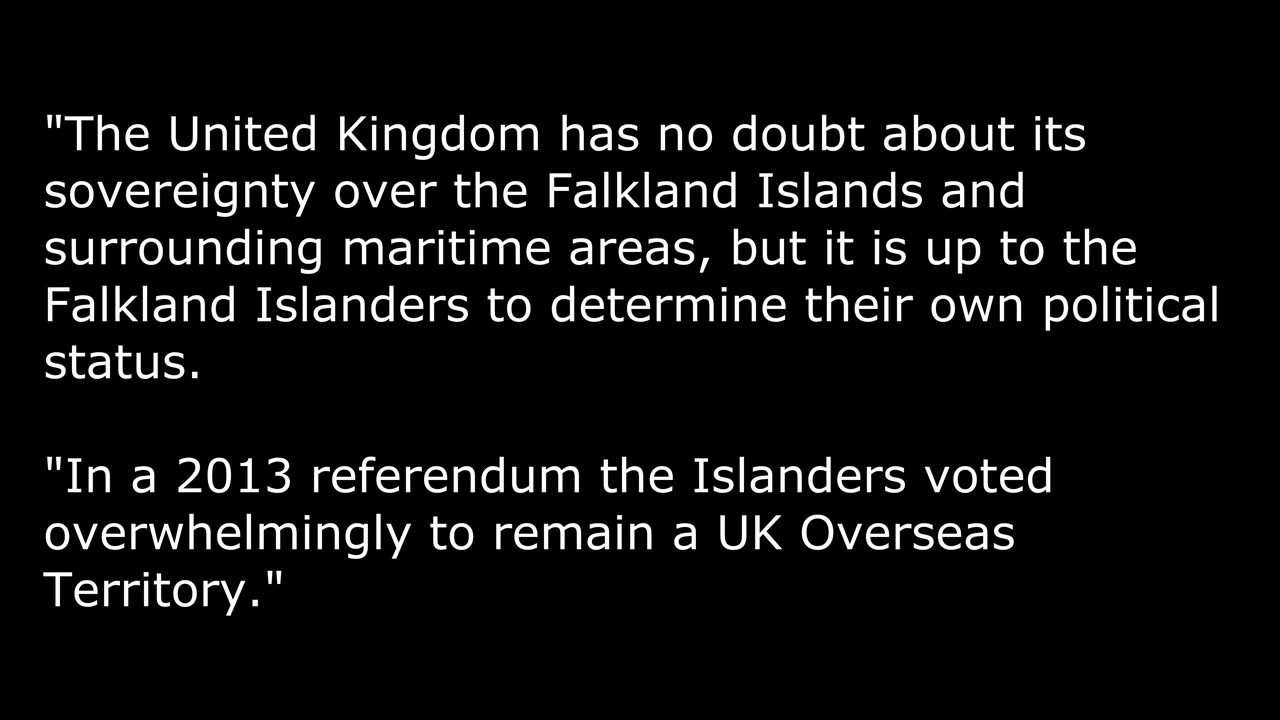 "The United Kingdom has no doubt about its
sovereignty over the Falkland Islands and
surrounding maritime areas, but it is up to the
Falkland Islanders to determine their own political
status.
"In a 2013 referendum the Islanders voted
overwhelmingly to remain a UK Overseas
Territory."